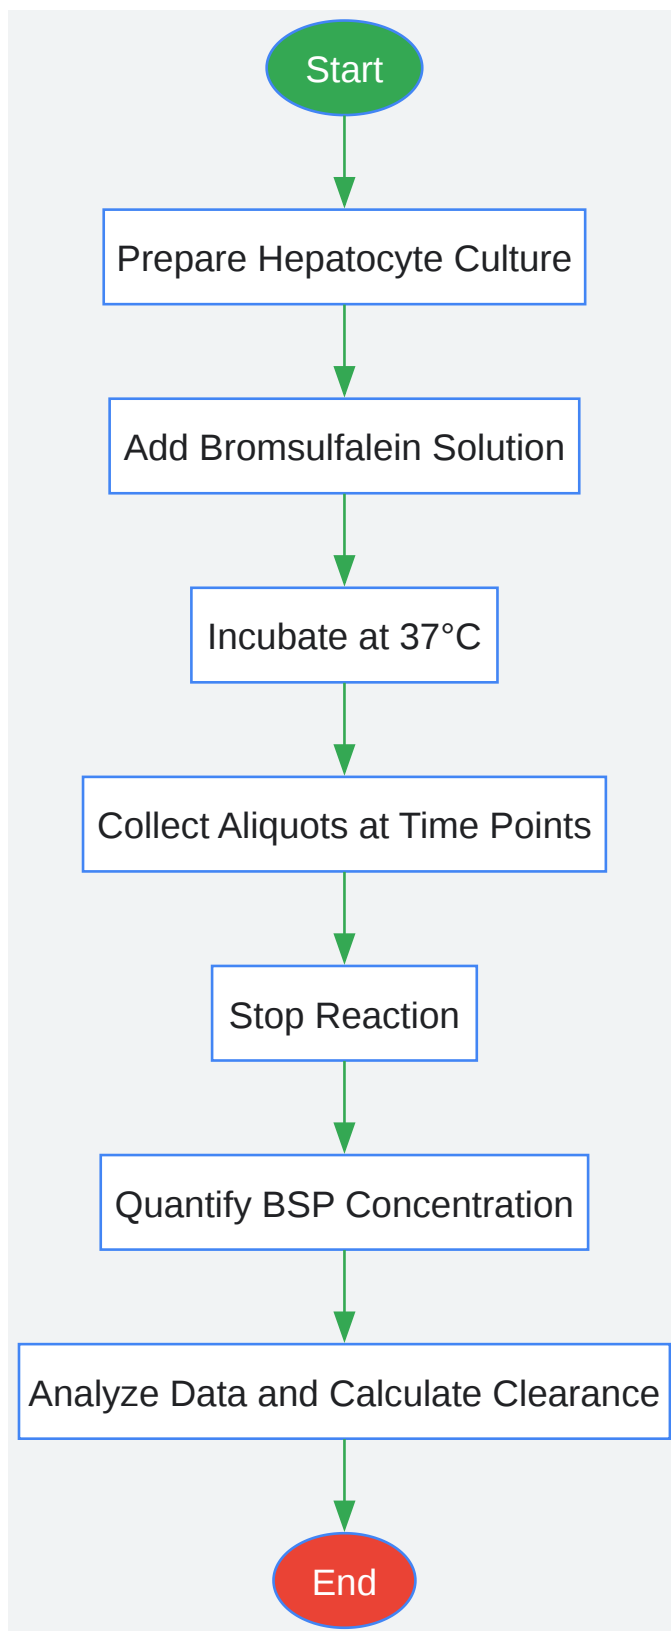 Start
Prepare Hepatocyte Culture
Add Bromsulfalein Solution
Incubate at 37°C
Collect Aliquots at Time Points
Stop Reaction
Quantify BSP Concentration
Analyze Data and Calculate Clearance
End